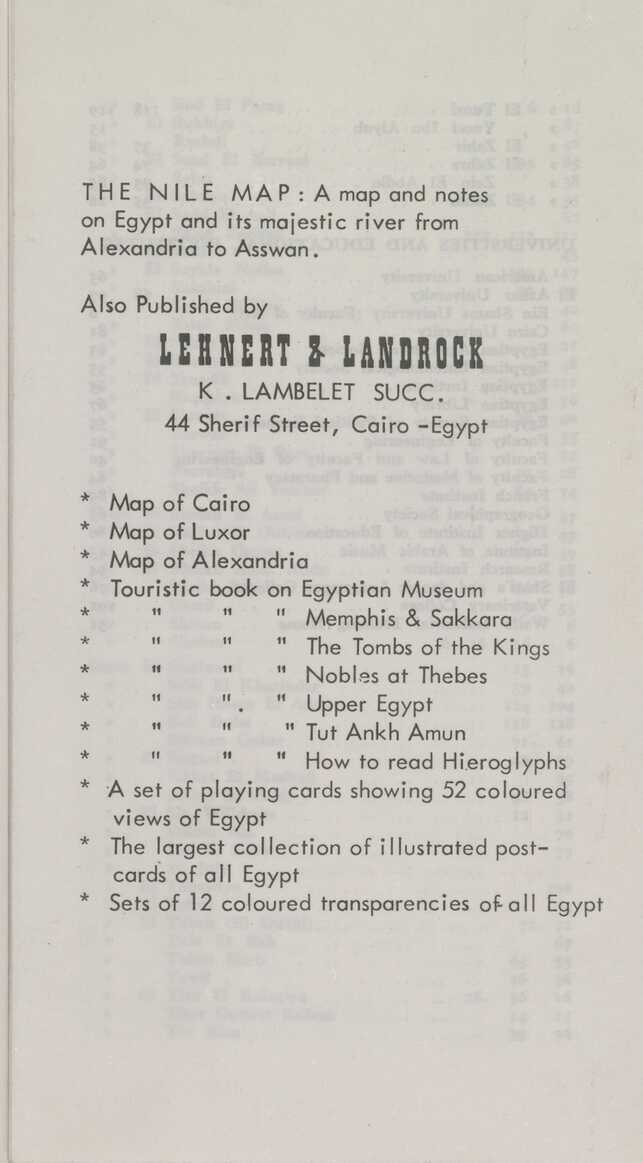 THE NILE MAP : A map and notes
on Egypt and its majestic river from
Alexandria to Asswan.
Also Published by
LEHNERT & LANDROCK
K . LAMBELET SUCC.
44 Sherif Street, Cairo -Egypt
* Map of Cairo
* Map of Luxor
* Map of Alexandria
* Touristic book on Egyptian Museum
* " " " Memphis & Sakkara
* " " " The Tombs of the Kings
* " " " Nobles at Thebes
* " " . " Upper Egypt
* " " " Tut Ankh Amun
* " " " How to read Hieroglyphs
* A set of playing cards showing 52 coloured
views of Egypt
* The largest collection of illustrated post-
cards of all Egypt
* Sets of 12 coloured transparencies of all Egypt